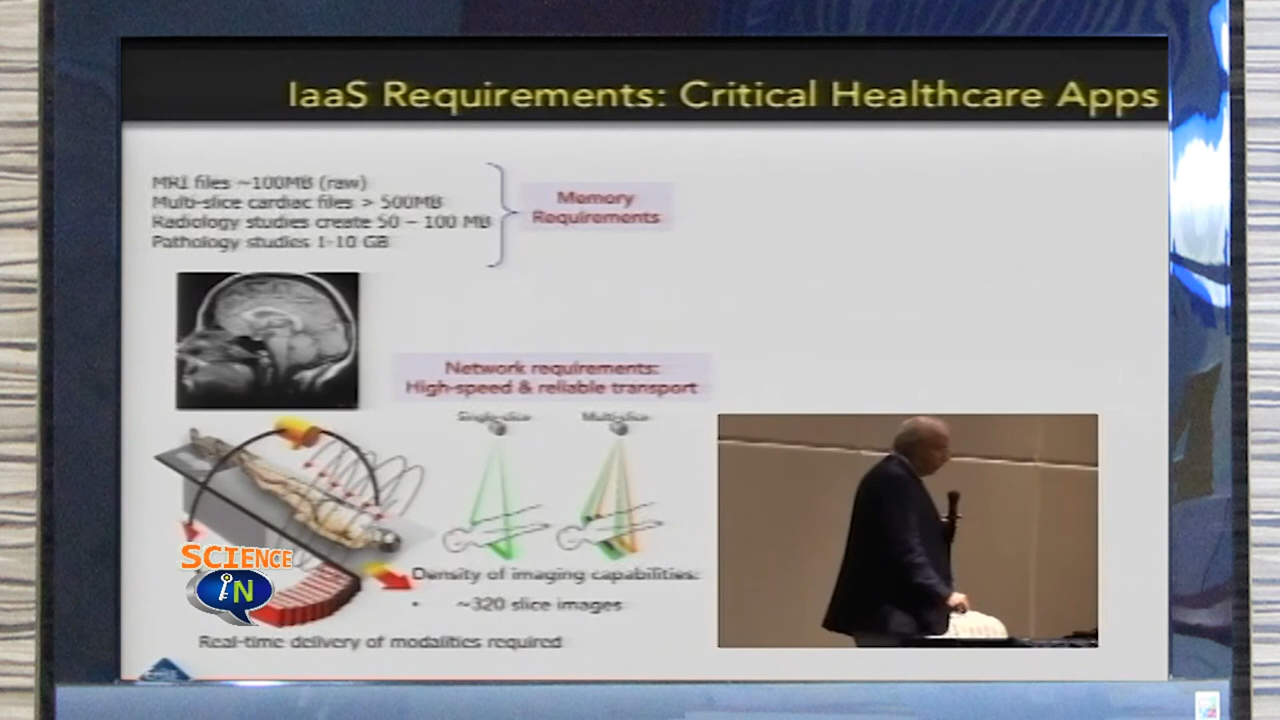 IaaS Requirements: Critical Healthcare Apps
MRI files ~100MB (raw)
Multi-slice cardiac files > 500MB
Radiology studies create 50 – 100 MB
Pathology studies 1-10 GB
Memory
Requirements
Network requirements:
High-speed & reliable transport
Single-slice
Multi-slice
SCIENCE
iN
Density of imaging capabilities:
• ~320 slice images
Real-time delivery of modalities required